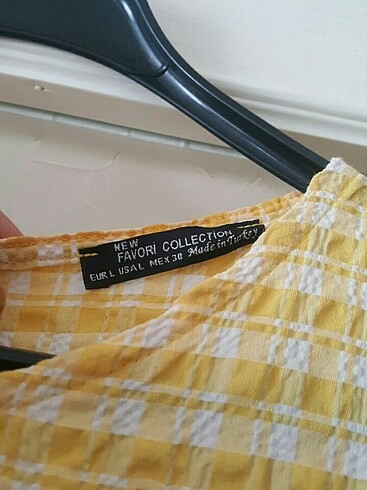 NEW
FAVORİ COLLECTION
EUR L USA L MEX 30 Made in Turkey